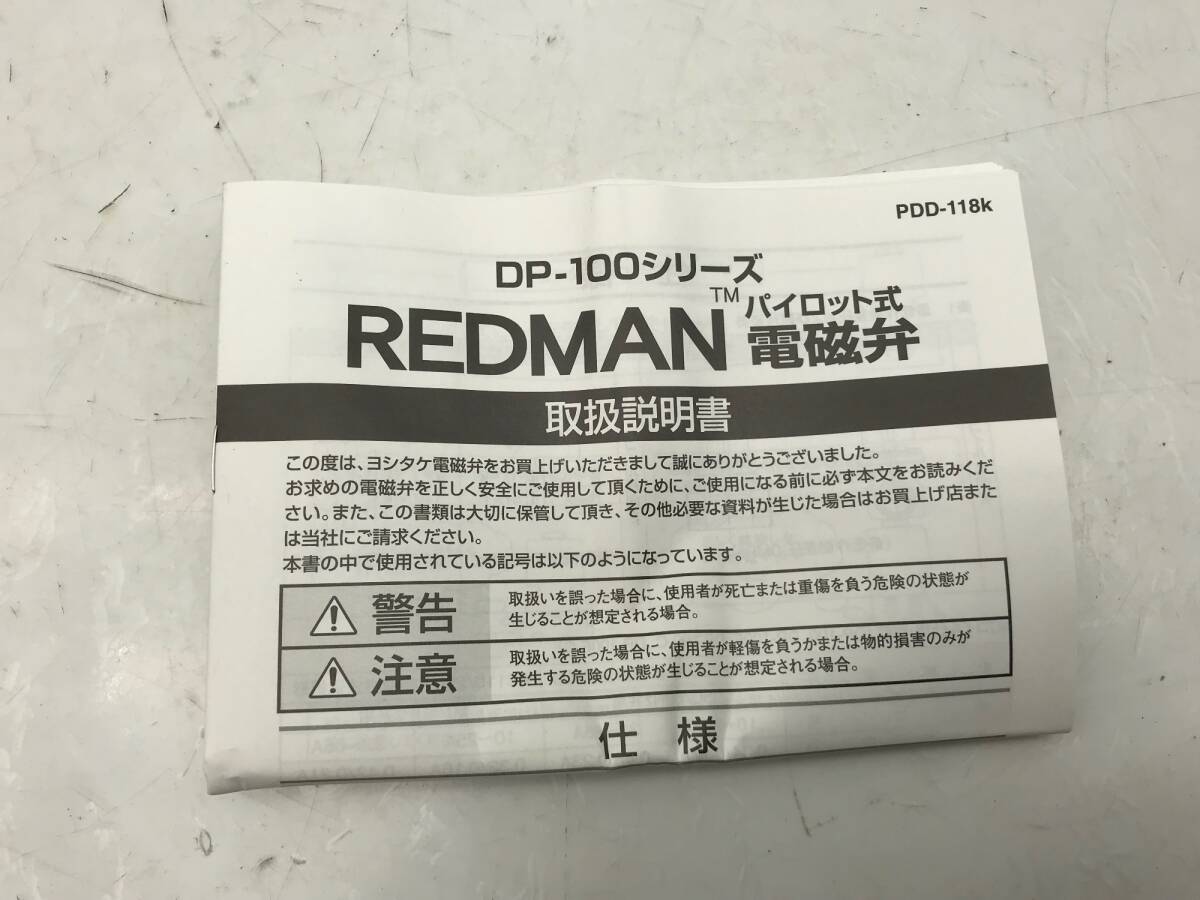 PDD-118k
DP-100シリーズ
REDMAN™ パイロット式
電磁弁
取扱説明書
この度は、ヨシタケ電磁弁をお買上げいただきまして誠にありがとうございました。
お求めの電磁弁を正しく安全にご使用して頂くために、ご使用になる前に必ず本文をお読みくだ
さい。また、この書類は大切に保管して頂き、その他必要な資料が生じた場合はお買上げ店また
は当社にご請求ください。
本書の中で使用されている記号は以下のようになっています。
警告
取扱いを誤った場合に、使用者が死亡または重傷を負う危険の状態が
生じることが想定される場合。
注意
取扱いを誤った場合に、使用者が軽傷を負うかまたは物的損害のみが
発生する危険の状態が生じることが想定される場合。
仕 様